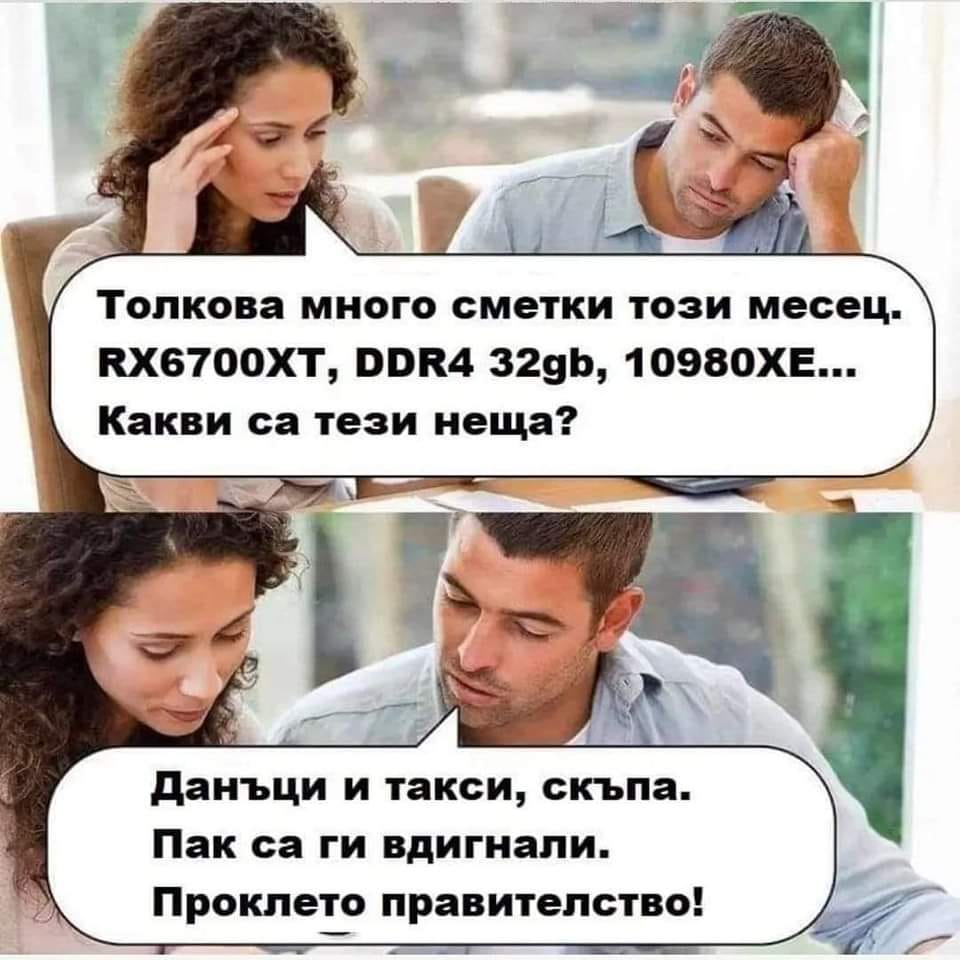 Толкова много сметки този месец.
RX6700XT, DDR4 32gb, 10980XE...
Какви са тези неща?
Данъци и такси, скъпа.
Пак са ги вдигнали.
Проклето правителство!